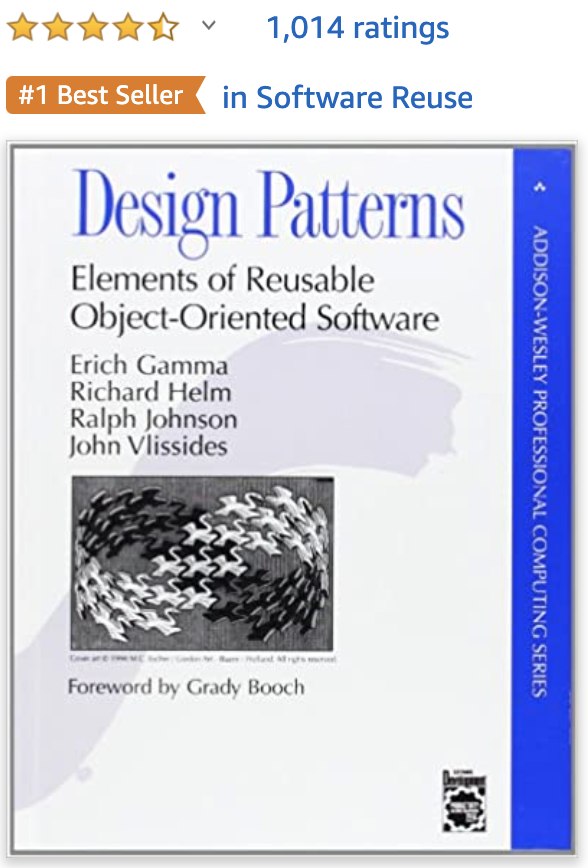 1,014 ratings
#1 Best Seller in Software Reuse
Design Patterns
Elements of Reusable
Object-Oriented Software
Erich Gamma
Richard Helm
Ralph Johnson
John Vlissides
Foreword by Grady Booch
ADDISON-WESLEY PROFESSIONAL COMPUTING SERIES
Development